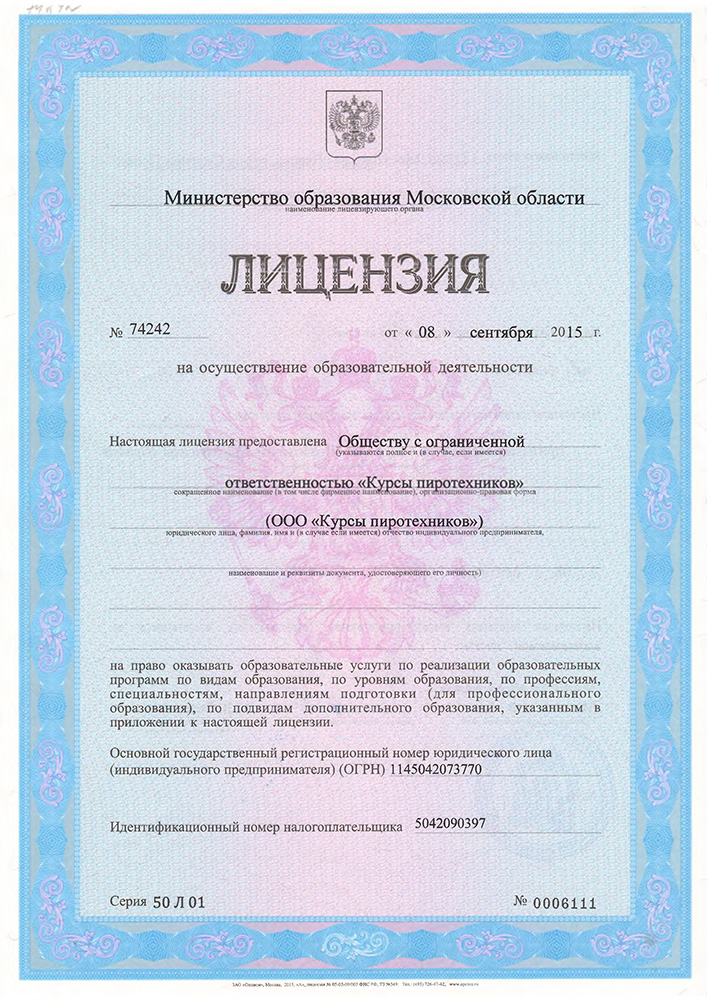 Министерство образования Московской области
наименование лицензирующего органа
ЛИЦЕНЗИЯ
№ 74242 от « 08 » сентября 2015 г.
на осуществление образовательной деятельности
Настоящая лицензия предоставлена Обществу с ограниченной
(указываются полное и (в случае, если имеется)
ответственностью «Курсы пиротехников»
сокращенное наименование (в том числе фирменное наименование), организационно-правовая форма
(ООО «Курсы пиротехников»)
юридического лица, фамилия, имя и (в случае если имеется) отчество индивидуального предпринимателя,
наименование и реквизиты документа, удостоверяющего его личность)
на право оказывать образовательные услуги по реализации образовательных
программ по видам образования, по уровням образования, по профессиям,
специальностям, направлениям подготовки (для профессионального
образования), по подвидам дополнительного образования, указанным в
приложении к настоящей лицензии.
Основной государственный регистрационный номер юридического лица
(индивидуального предпринимателя) (ОГРН) 1145042073770
Идентификационный номер налогоплательщика 5042090397
Серия 50 Л 01 № 0006111